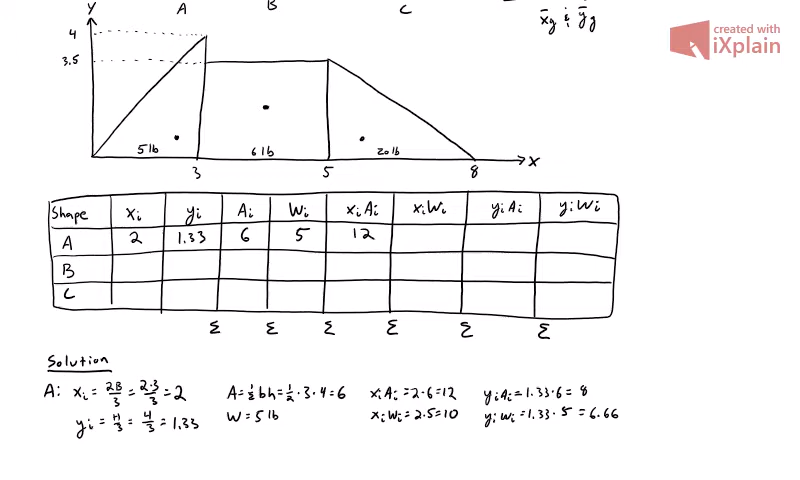 Y A B C x̄g ; ȳg
created with
iXplain
4
3.5
5 lb 6 lb 20 lb
3 5 8 X
Shape xi yi Ai Wi xiAi xiWi yiAi yiWi
A 2 1.33 6 5 12
B
C
Σ Σ Σ Σ Σ Σ
Solution
A: xi = 2B/3 = 2·3/3 = 2 A=½bh=½·3·4=6 xiAi=2·6=12 yiAi=1.33·6=8
yi = H/3 = 4/3 = 1.33 W=5 lb xiWi=2·5=10 yiWi=1.33·5=6.66